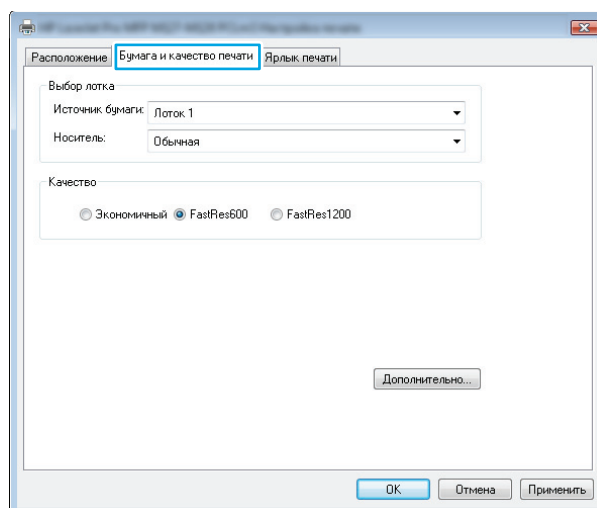 Расположение Бумага и качество печати Ярлык печати
Выбор лотка
Источник бумаги: Лоток 1
Носитель: Обычная
Качество
Экономичный FastRes600 FastRes1200
Дополнительно...
OK Отмена Применить